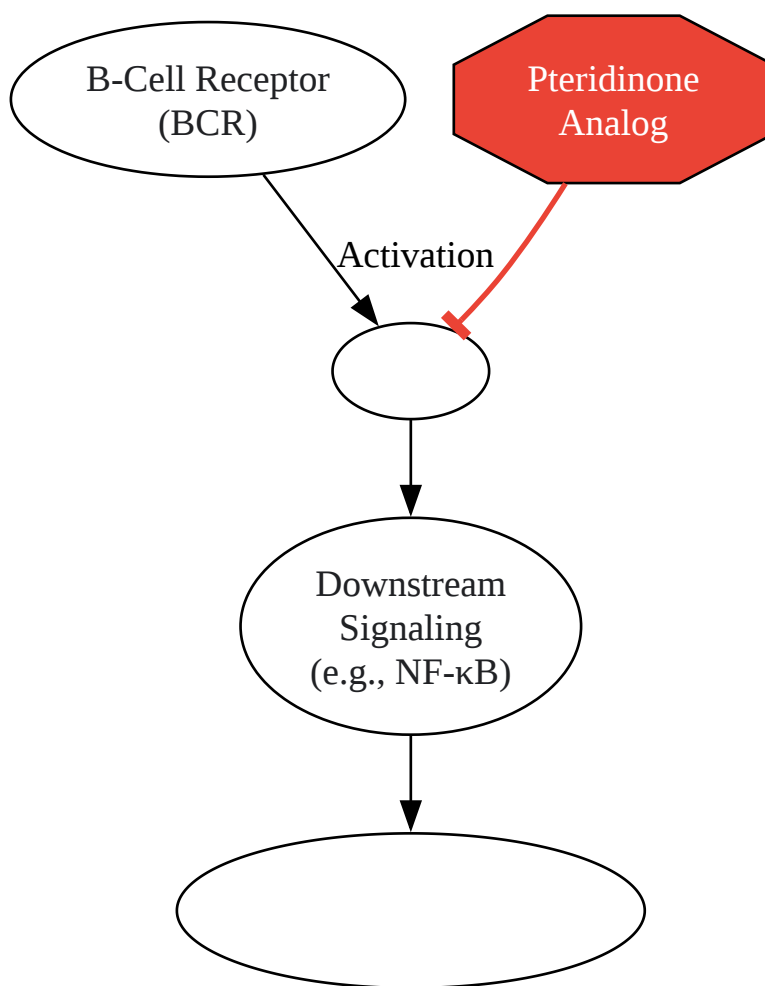 B-Cell Receptor
(BCR)
Pteridinone
Analog
Activation
Downstream
Signaling
(e.g., NF-κB)